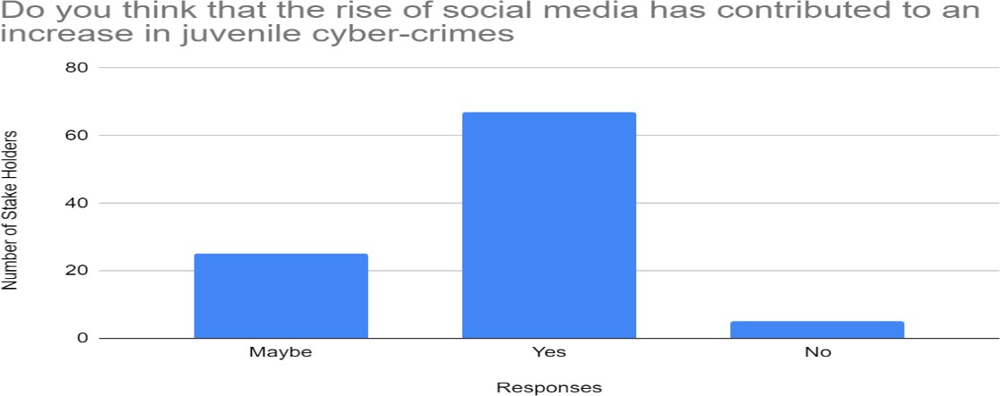 Do you think that the rise of social media has contributed to an
increase in juvenile cyber-crimes
Number of Stake Holders
80
60
40
20
0
Maybe Yes No
Responses